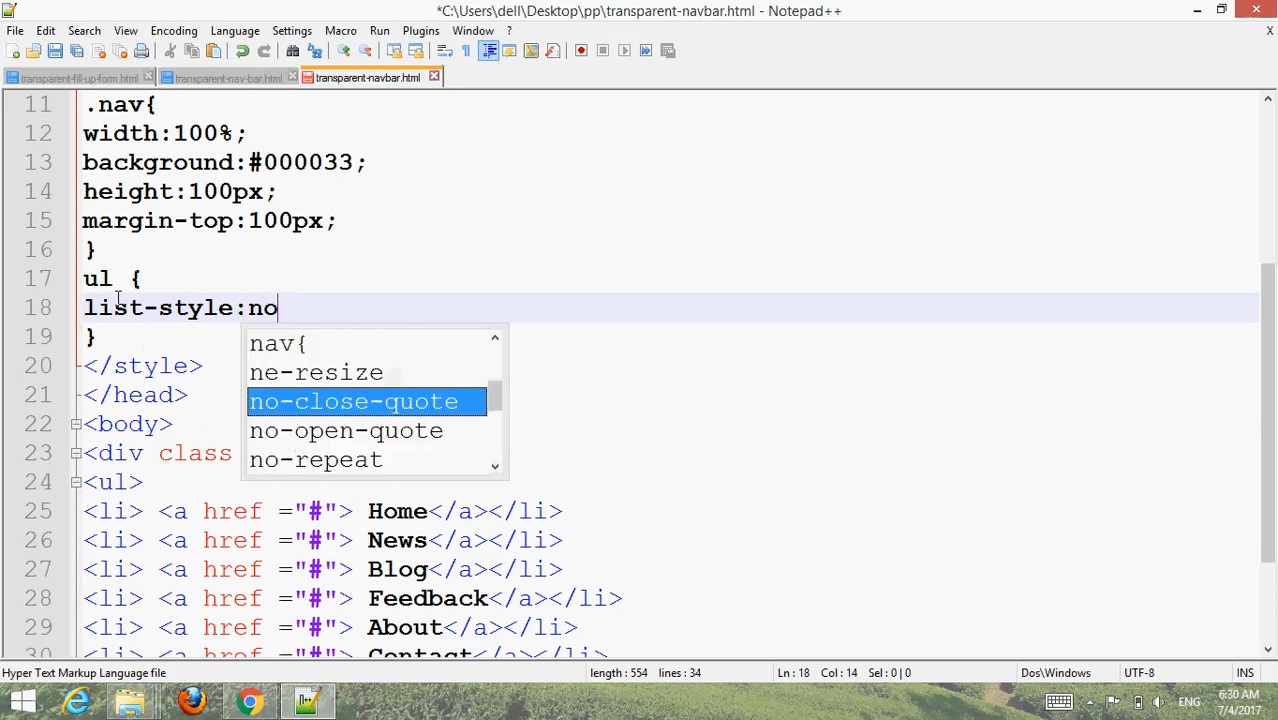 *C:\Users\dell\Desktop\pp\transparent-navbar.html - Notepad++
File Edit Search View Encoding Language Settings Macro Run Plugins Window ? X
transparent-fill-up-form.html transparent-nav-bar.html transparent-navbar.html
11 .nav{
12 width:100%;
13 background:#000033;
14 height:100px;
15 margin-top:100px;
16 }
17 ul {
18 list-style:no
19 }
nav{
20 </style>
ne-resize
21 </head>
no-close-quote
22 <body>
no-open-quote
23 <div class
no-repeat
24 <ul>
25 <li> <a href ="#"> Home</a></li>
26 <li> <a href ="#"> News</a></li>
27 <li> <a href ="#"> Blog</a></li>
28 <li> <a href ="#"> Feedback</a></li>
29 <li> <a href ="#"> About</a></li>
30 <li> <a href ="#"> Contact</a></li>
Hyper Text Markup Language file length : 554 lines : 34 Ln : 18 Col : 14 Sel : 0 | 0 Dos\Windows UTF-8 INS
ENG 6:30 AM
7/4/2017